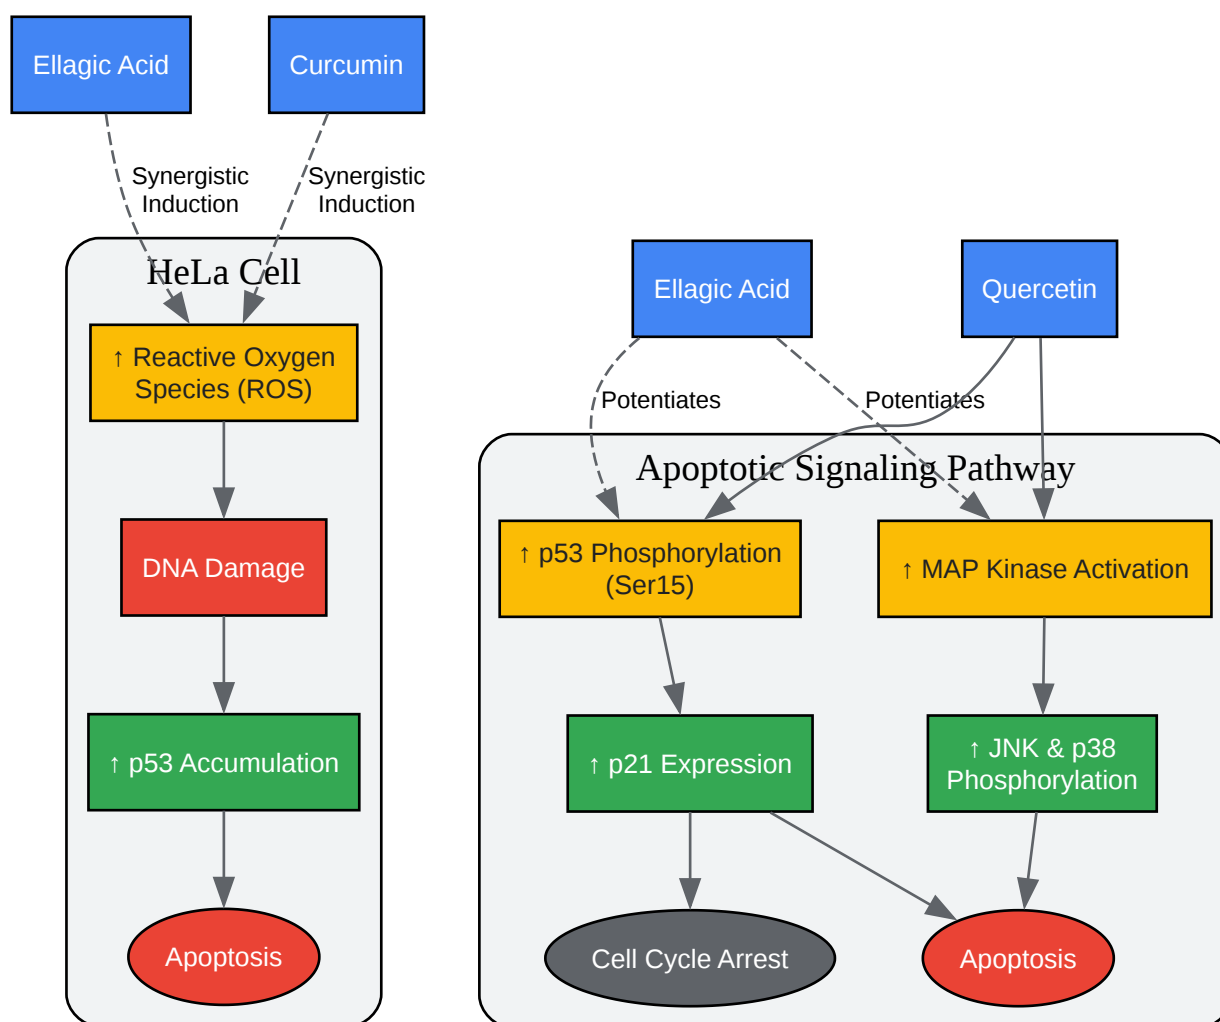 Ellagic Acid
Curcumin
Synergistic
Induction
Synergistic
Induction
HeLa Cell
↑ Reactive Oxygen
Species (ROS)
DNA Damage
↑ p53 Accumulation
Apoptosis
Ellagic Acid
Quercetin
Potentiates
Potentiates
Apoptotic Signaling Pathway
↑ p53 Phosphorylation
(Ser15)
↑ MAP Kinase Activation
↑ p21 Expression
↑ JNK & p38
Phosphorylation
Cell Cycle Arrest
Apoptosis